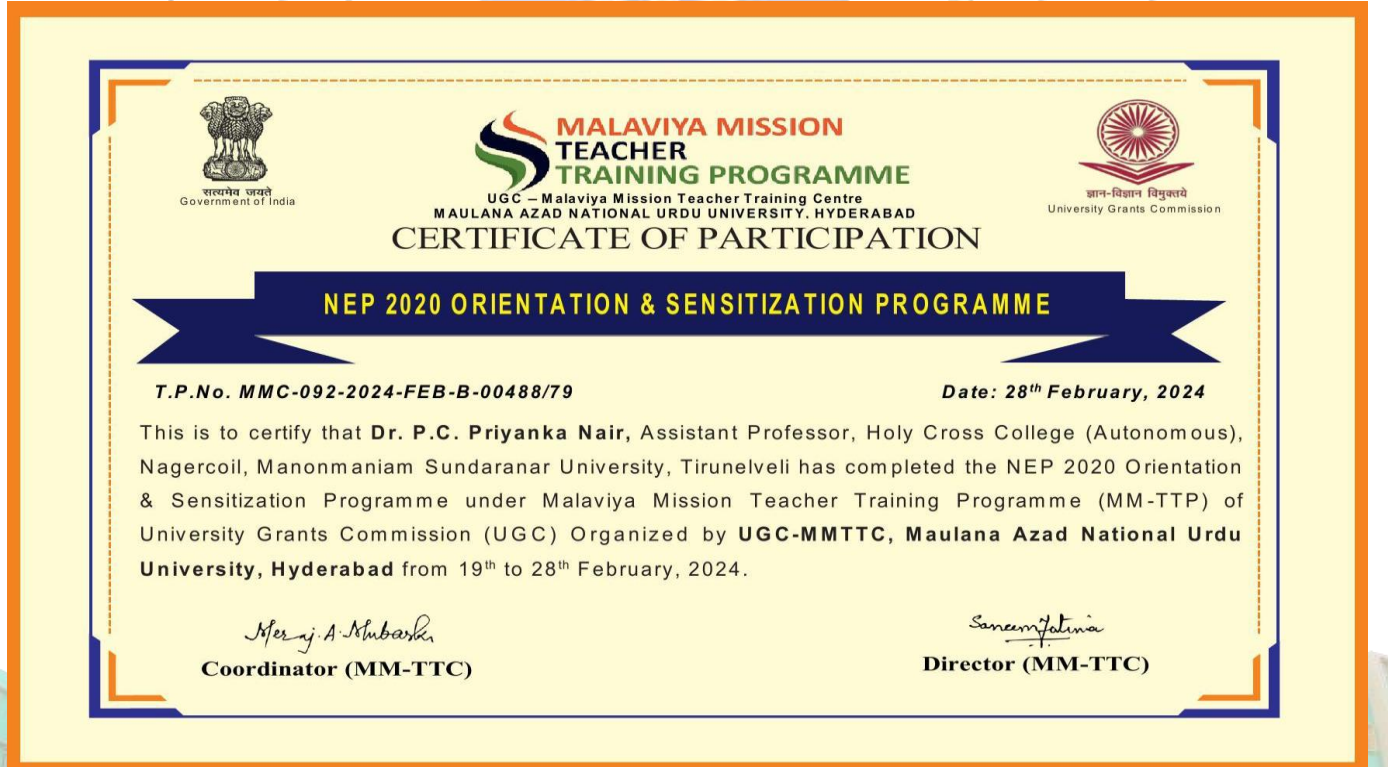 सत्यमेव जयते
Government of India
MALAVIYA MISSION
TEACHER
TRAINING PROGRAMME
UGC – Malaviya Mission Teacher Training Centre
MAULANA AZAD NATIONAL URDU UNIVERSITY, HYDERABAD
ज्ञान-विज्ञान विमुक्तये
University Grants Commission
CERTIFICATE OF PARTICIPATION
NEP 2020 ORIENTATION & SENSITIZATION PROGRAMME
T.P.No. MMC-092-2024-FEB-B-00488/79 Date: 28th February, 2024
This is to certify that Dr. P.C. Priyanka Nair, Assistant Professor, Holy Cross College (Autonomous),
Nagercoil, Manonmaniam Sundaranar University, Tirunelveli has completed the NEP 2020 Orientation
& Sensitization Programme under Malaviya Mission Teacher Training Programme (MM-TTP) of
University Grants Commission (UGC) Organized by UGC-MMTTC, Maulana Azad National Urdu
University, Hyderabad from 19th to 28th February, 2024.
Meraj. A. Mubarki
Saneem Fatima
Coordinator (MM-TTC)
Director (MM-TTC)